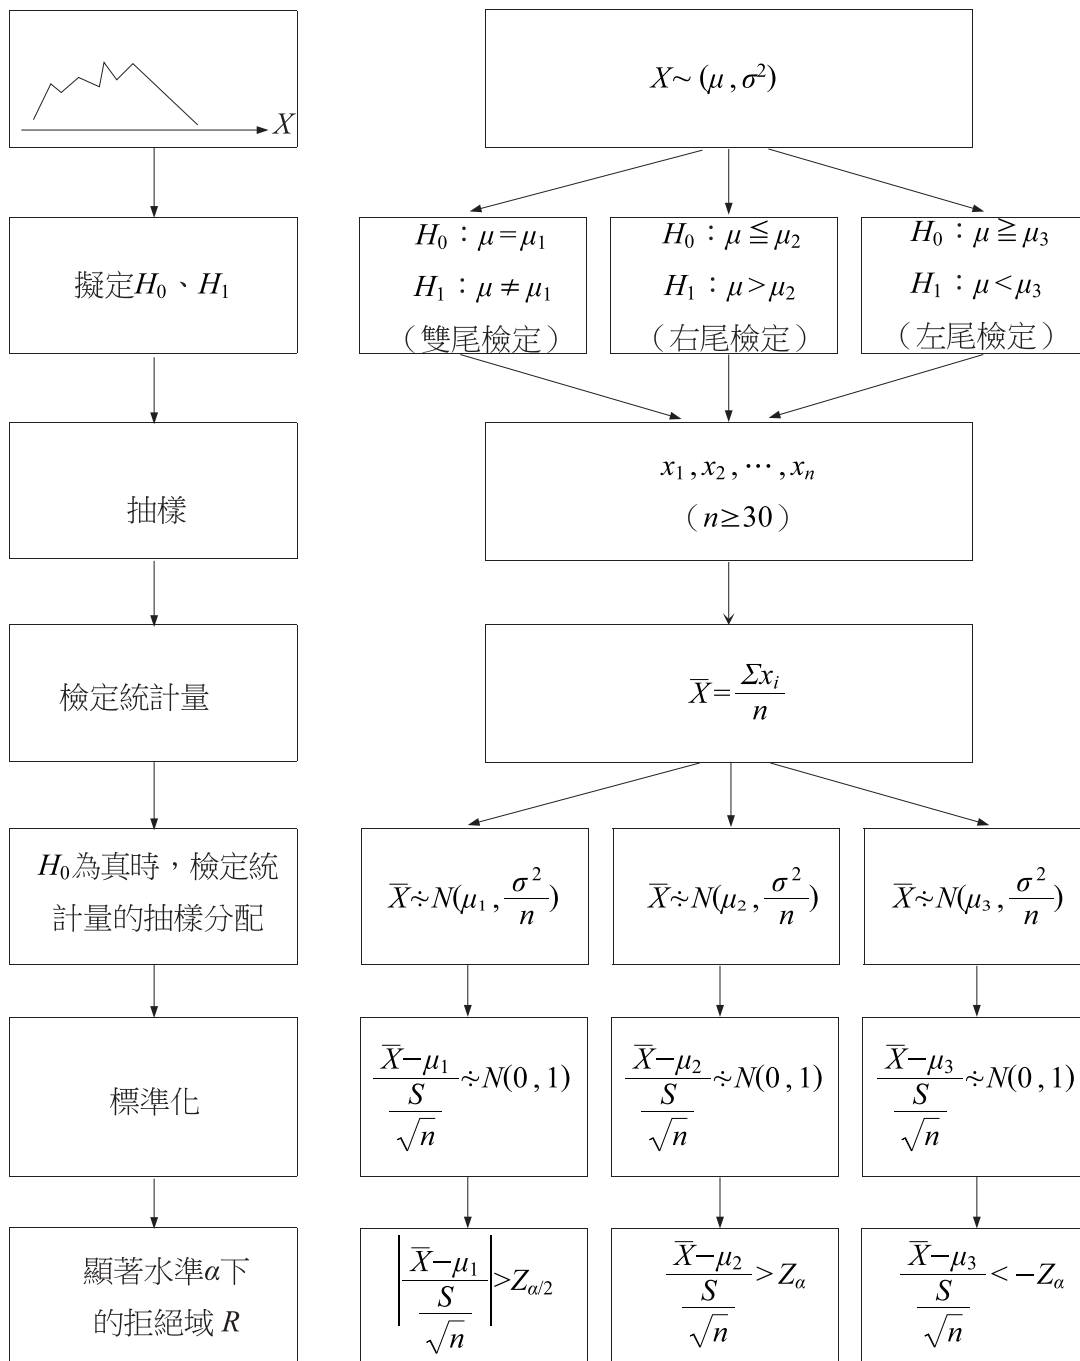 X
X~(μ, σ²)
擬定H₀、H₁
H₀：μ=μ₁
H₁：μ≠μ₁
（雙尾檢定）
H₀：μ≦μ₂
H₁：μ>μ₂
（右尾檢定）
H₀：μ≧μ₃
H₁：μ<μ₃
（左尾檢定）
抽樣
x₁, x₂, ⋯, xₙ
（n≥30）
檢定統計量
X̄=Σxᵢ/n
H₀為真時，檢定統
計量的抽樣分配
X̄∻N(μ₁, σ²/n)
X̄∻N(μ₂, σ²/n)
X̄∻N(μ₃, σ²/n)
標準化
(X̄−μ₁)/(S/√n)∻N(0, 1)
(X̄−μ₂)/(S/√n)∻N(0, 1)
(X̄−μ₃)/(S/√n)∻N(0, 1)
顯著水準α下
的拒絕域 R
|(X̄−μ₁)/(S/√n)|>Z_{α/2}
(X̄−μ₂)/(S/√n)>Z_α
(X̄−μ₃)/(S/√n)<−Z_α